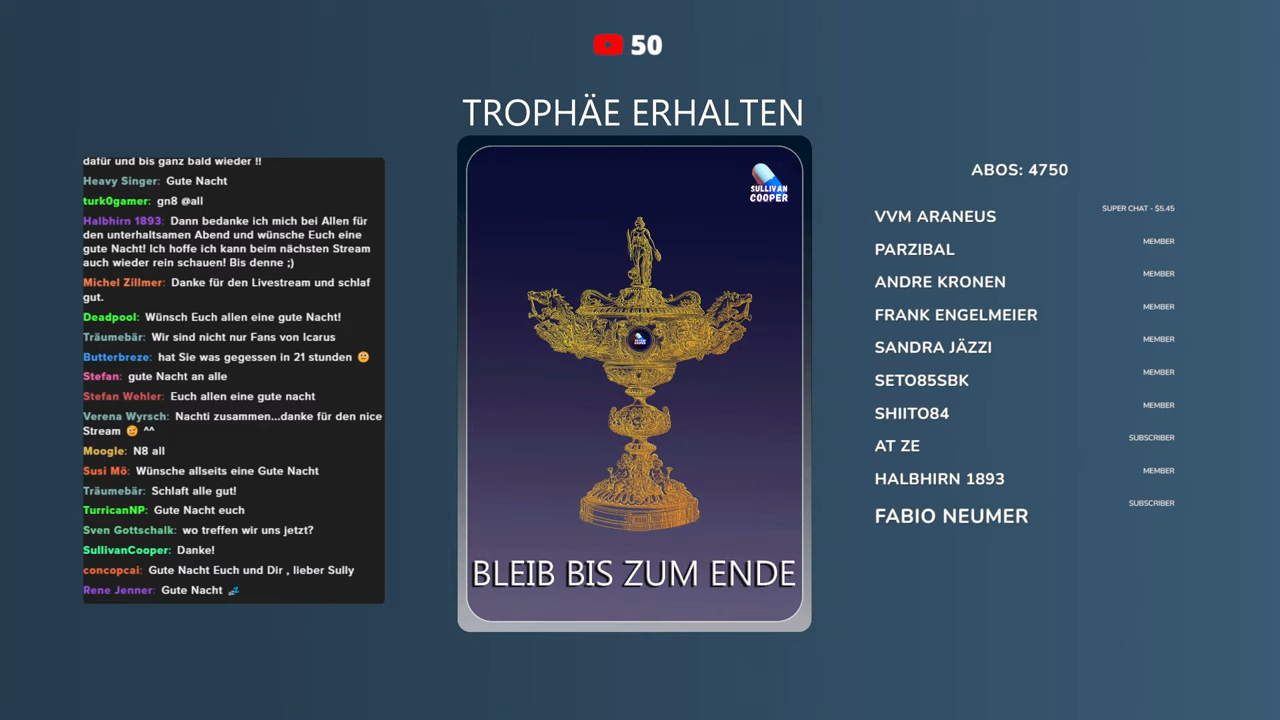 50
TROPHÄE ERHALTEN
dafür und bis ganz bald wieder !!
Heavy Singer: Gute Nacht
turk0gamer: gn8 @all
Halbhirn 1893: Dann bedanke ich mich bei Allen für
den unterhaltsamen Abend und wünsche Euch eine
gute Nacht! Ich hoffe ich kann beim nächsten Stream
auch wieder rein schauen! Bis denne ;)
Michel Zillmer: Danke für den Livestream und schlaf
gut.
Deadpool: Wünsch Euch allen eine gute Nacht!
Träumebär: Wir sind nicht nur Fans von Icarus
Butterbreze: hat Sie was gegessen in 21 stunden 🙂
Stefan: gute Nacht an alle
Stefan Wehler: Euch allen eine gute nacht
Verena Wyrsch: Nachti zusammen...danke für den nice
Stream 😊 ^^
Moogle: N8 all
Susi Mö: Wünsche allseits eine Gute Nacht
Träumebär: Schlaft alle gut!
TurricanNP: Gute Nacht euch
Sven Gottschalk: wo treffen wir uns jetzt?
SullivanCooper: Danke!
concopcai: Gute Nacht Euch und Dir , lieber Sully
Rene Jenner: Gute Nacht 💤
SULLIVAN
COOPER
BLEIB BIS ZUM ENDE
ABOS: 4750
VVM ARANEUS SUPER CHAT - $5.45
PARZIBAL MEMBER
ANDRE KRONEN MEMBER
FRANK ENGELMEIER MEMBER
SANDRA JÄZZI MEMBER
SETO85SBK MEMBER
SHIITO84 MEMBER
AT ZE SUBSCRIBER
HALBHIRN 1893 MEMBER
FABIO NEUMER SUBSCRIBER